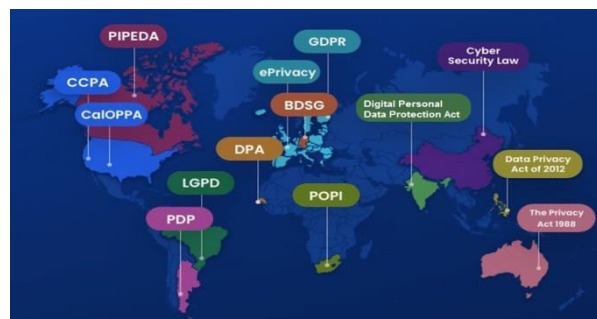 PIPEDA
GDPR
Cyber
Security Law
CCPA
ePrivacy
CalOPPA
BDSG
Digital Personal
Data Protection Act
DPA
Data Privacy
Act of 2012
LGPD
POPI
PDP
The Privacy
Act 1988